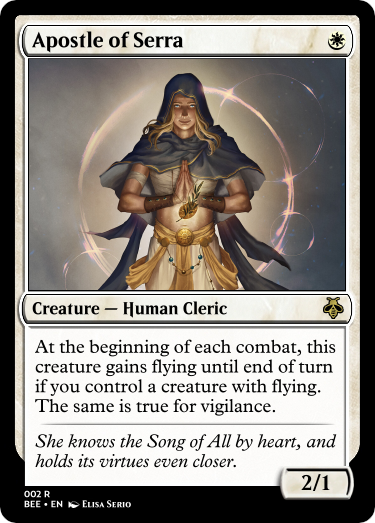 Apostle of Serra
Creature — Human Cleric
At the beginning of each combat, this
creature gains flying until end of turn
if you control a creature with flying.
The same is true for vigilance.
She knows the Song of All by heart, and
holds its virtues even closer.
2/1
002 R
BEE • EN Elisa Serio